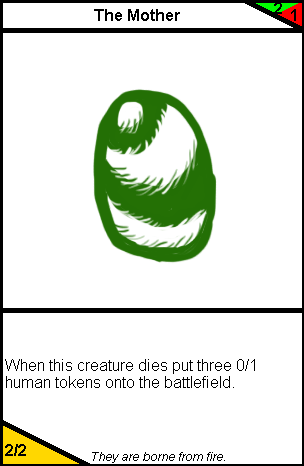 The Mother
2
1
When this creature dies put three 0/1
human tokens onto the battlefield.
2/2
They are borne from fire.